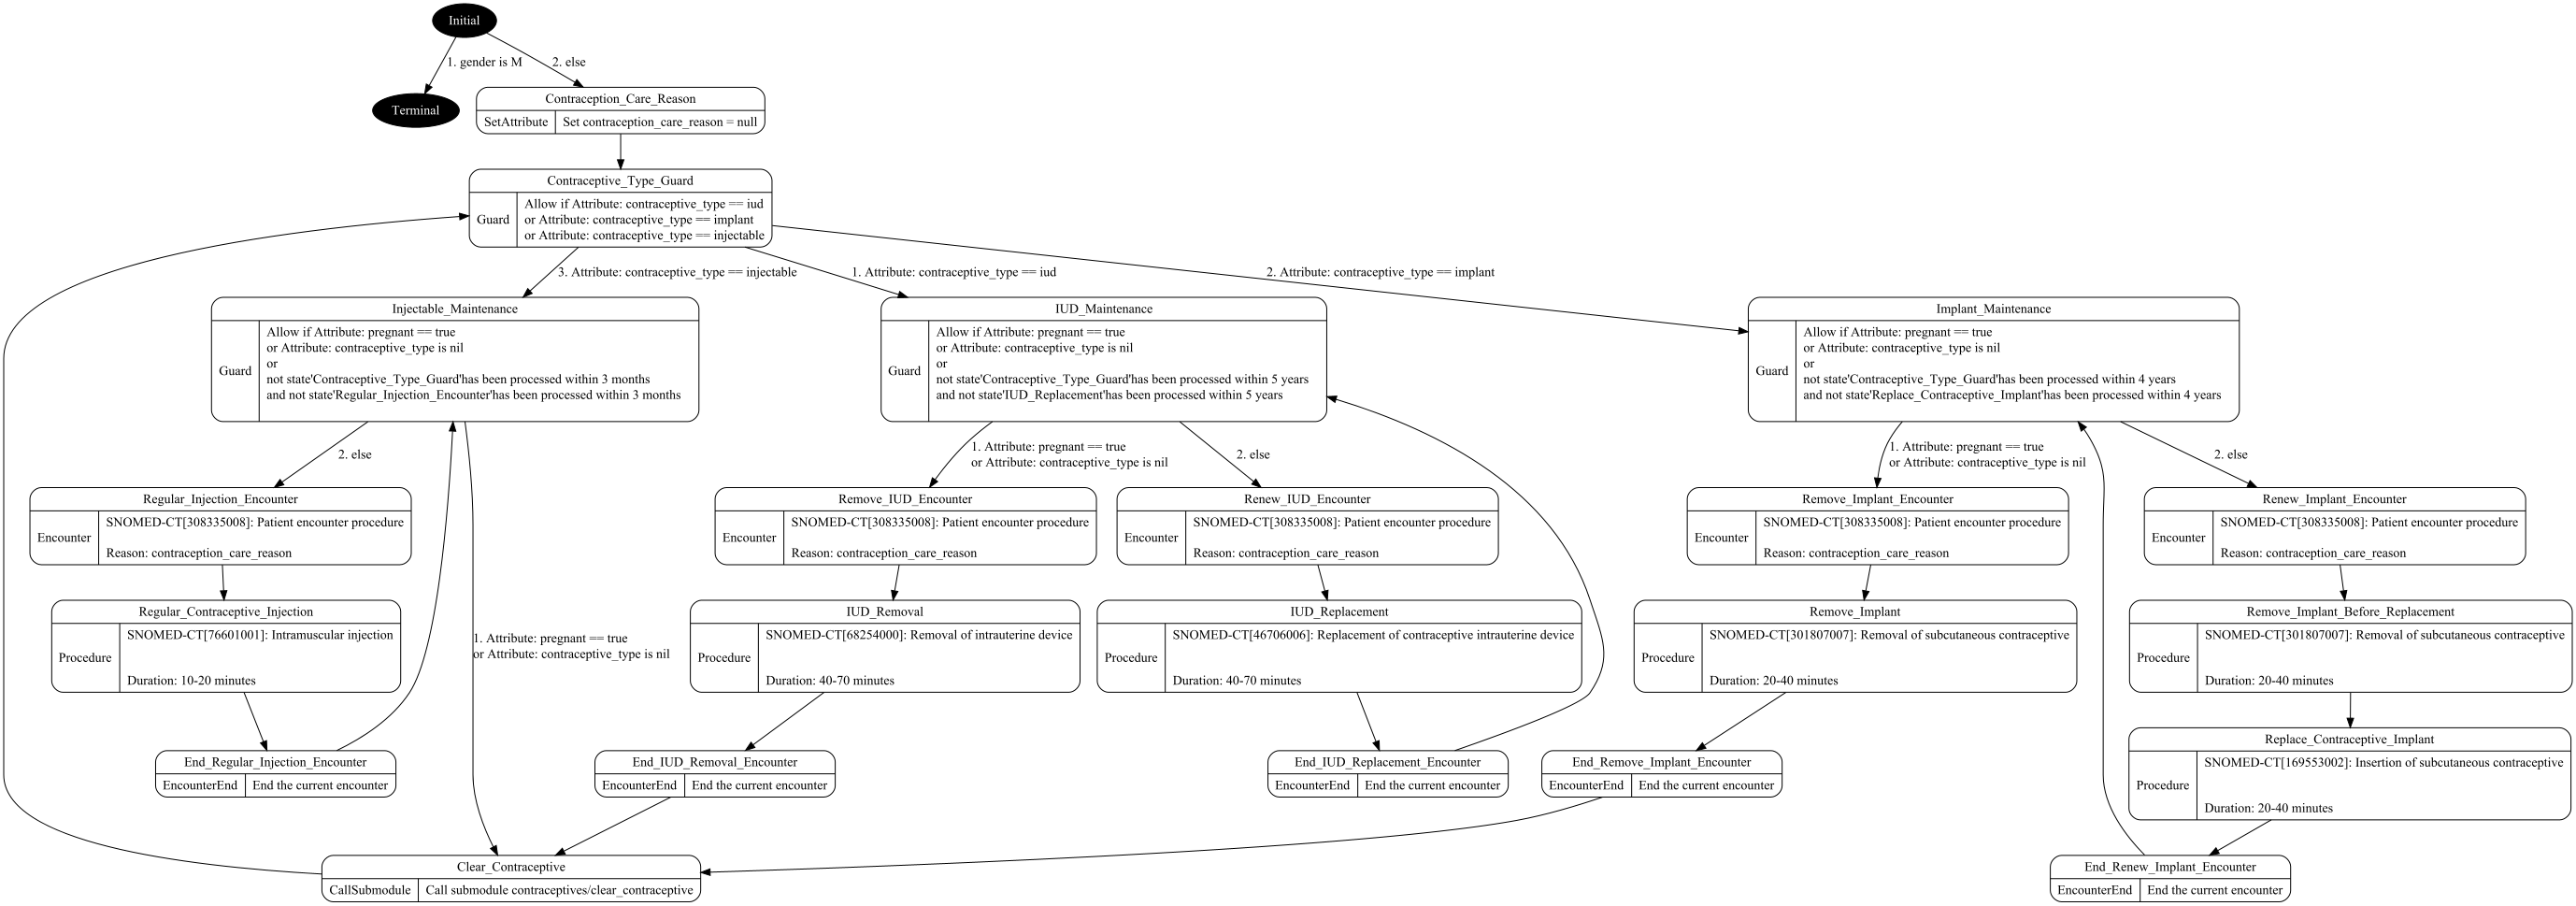 Initial
1. gender is M
2. else
Terminal
Contraception_Care_Reason
SetAttribute
Set contraception_care_reason = null
Contraceptive_Type_Guard
Guard
Allow if Attribute: contraceptive_type == iud
or Attribute: contraceptive_type == implant
or Attribute: contraceptive_type == injectable
3. Attribute: contraceptive_type == injectable
1. Attribute: contraceptive_type == iud
2. Attribute: contraceptive_type == implant
Injectable_Maintenance
Guard
Allow if Attribute: pregnant == true
or Attribute: contraceptive_type is nil
or
not state'Contraceptive_Type_Guard'has been processed within 3 months
and not state'Regular_Injection_Encounter'has been processed within 3 months
IUD_Maintenance
Guard
Allow if Attribute: pregnant == true
or Attribute: contraceptive_type is nil
or
not state'Contraceptive_Type_Guard'has been processed within 5 years
and not state'IUD_Replacement'has been processed within 5 years
Implant_Maintenance
Guard
Allow if Attribute: pregnant == true
or Attribute: contraceptive_type is nil
or
not state'Contraceptive_Type_Guard'has been processed within 4 years
and not state'Replace_Contraceptive_Implant'has been processed within 4 years
2. else
1. Attribute: pregnant == true
or Attribute: contraceptive_type is nil
2. else
1. Attribute: pregnant == true
or Attribute: contraceptive_type is nil
2. else
Regular_Injection_Encounter
Encounter
SNOMED-CT[308335008]: Patient encounter procedure
Reason: contraception_care_reason
Remove_IUD_Encounter
Encounter
SNOMED-CT[308335008]: Patient encounter procedure
Reason: contraception_care_reason
Renew_IUD_Encounter
Encounter
SNOMED-CT[308335008]: Patient encounter procedure
Reason: contraception_care_reason
Remove_Implant_Encounter
Encounter
SNOMED-CT[308335008]: Patient encounter procedure
Reason: contraception_care_reason
Renew_Implant_Encounter
Encounter
SNOMED-CT[308335008]: Patient encounter procedure
Reason: contraception_care_reason
Regular_Contraceptive_Injection
Procedure
SNOMED-CT[76601001]: Intramuscular injection
Duration: 10-20 minutes
1. Attribute: pregnant == true
or Attribute: contraceptive_type is nil
IUD_Removal
Procedure
SNOMED-CT[68254000]: Removal of intrauterine device
Duration: 40-70 minutes
IUD_Replacement
Procedure
SNOMED-CT[46706006]: Replacement of contraceptive intrauterine device
Duration: 40-70 minutes
Remove_Implant
Procedure
SNOMED-CT[301807007]: Removal of subcutaneous contraceptive
Duration: 20-40 minutes
Remove_Implant_Before_Replacement
Procedure
SNOMED-CT[301807007]: Removal of subcutaneous contraceptive
Duration: 20-40 minutes
End_Regular_Injection_Encounter
EncounterEnd
End the current encounter
End_IUD_Removal_Encounter
EncounterEnd
End the current encounter
End_IUD_Replacement_Encounter
EncounterEnd
End the current encounter
End_Remove_Implant_Encounter
EncounterEnd
End the current encounter
Replace_Contraceptive_Implant
Procedure
SNOMED-CT[169553002]: Insertion of subcutaneous contraceptive
Duration: 20-40 minutes
Clear_Contraceptive
CallSubmodule
Call submodule contraceptives/clear_contraceptive
End_Renew_Implant_Encounter
EncounterEnd
End the current encounter